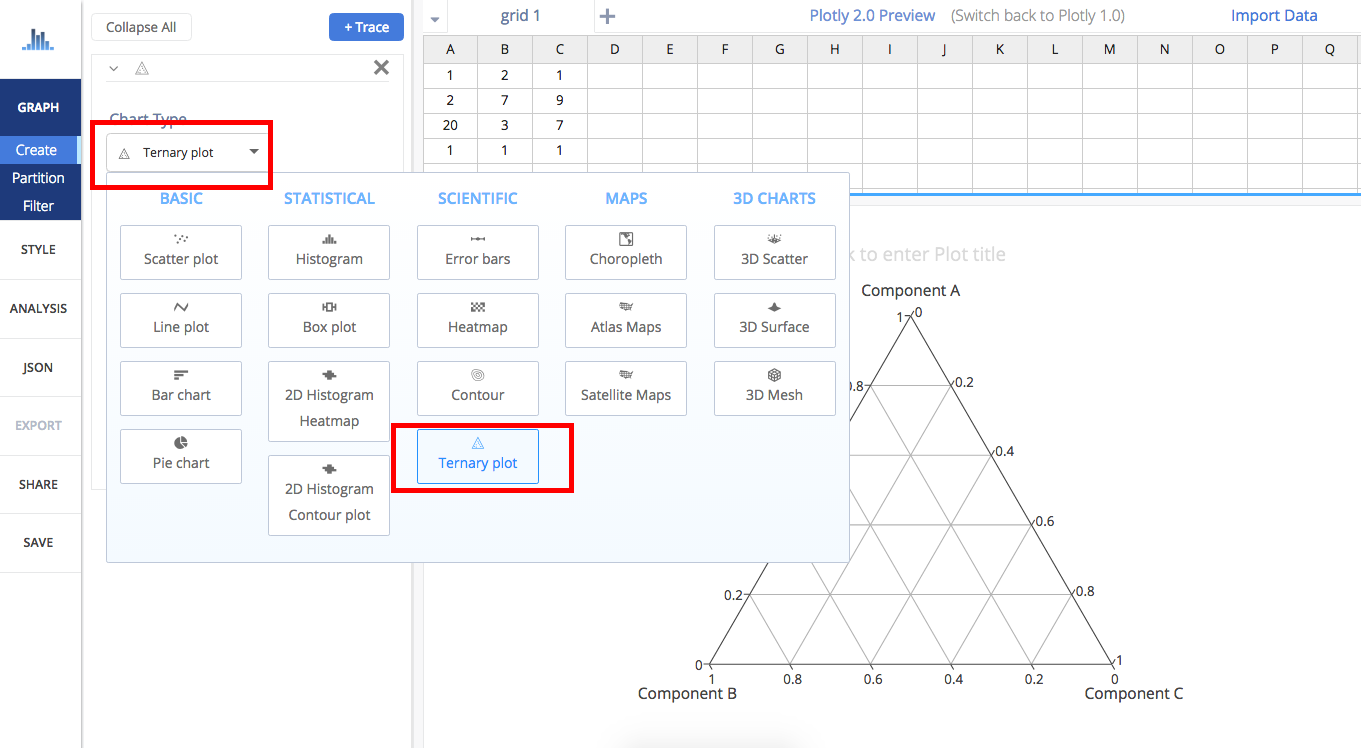 Collapse All
+ Trace
grid 1
Plotly 2.0 Preview (Switch back to Plotly 1.0)
Import Data
A B C D E F G H I J K L M N O P Q
1 2 1
2 7 9
20 3 7
1 1 1
GRAPH
Create
Partition
Filter
STYLE
ANALYSIS
JSON
EXPORT
SHARE
SAVE
Chart Type
Ternary plot
BASIC
Scatter plot
Line plot
Bar chart
Pie chart
STATISTICAL
Histogram
Box plot
2D Histogram
Heatmap
2D Histogram
Contour plot
SCIENTIFIC
Error bars
Heatmap
Contour
Ternary plot
MAPS
Choropleth
Atlas Maps
Satellite Maps
3D CHARTS
3D Scatter
3D Surface
3D Mesh
k to enter Plot title
Component A
1 0
0.8 0.2
0.4
0.6
0.2 0.8
0 1
1 0.8 0.6 0.4 0.2 0
Component B Component C